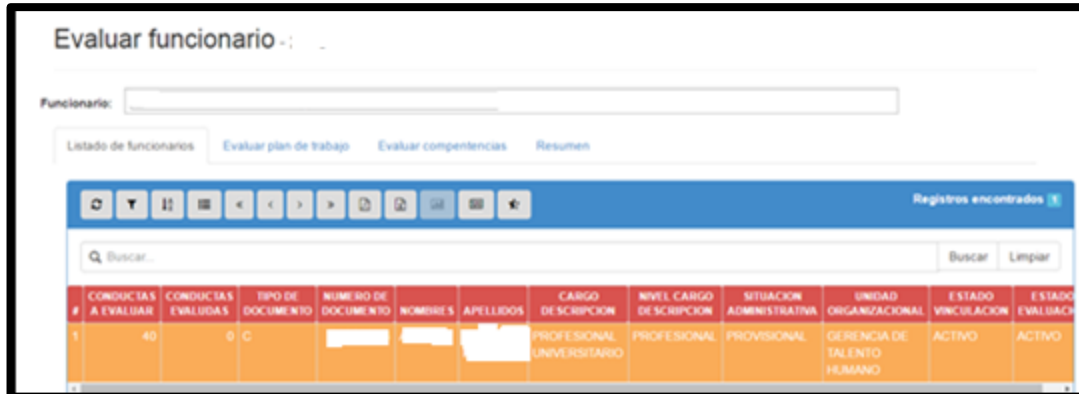 Evaluar funcionario - :
Funcionario:
Listado de funcionarios Evaluar plan de trabajo Evaluar compentencias Resumen
Registros encontrados 1
Buscar... Buscar Limpiar
# CONDUCTAS A EVALUAR CONDUCTAS EVALUDAS TIPO DE DOCUMENTO NUMERO DE DOCUMENTO NOMBRES APELLIDOS CARGO DESCRIPCION NIVEL CARGO DESCRIPCION SITUACION ADMINISTRATIVA UNIDAD ORGANIZACIONAL ESTADO VINCULACION ESTADO EVALUACI
1 40 0 C PROFESIONAL UNIVERSITARIO PROFESIONAL PROVISIONAL GERENCIA DE TALENTO HUMANO ACTIVO ACTIVO